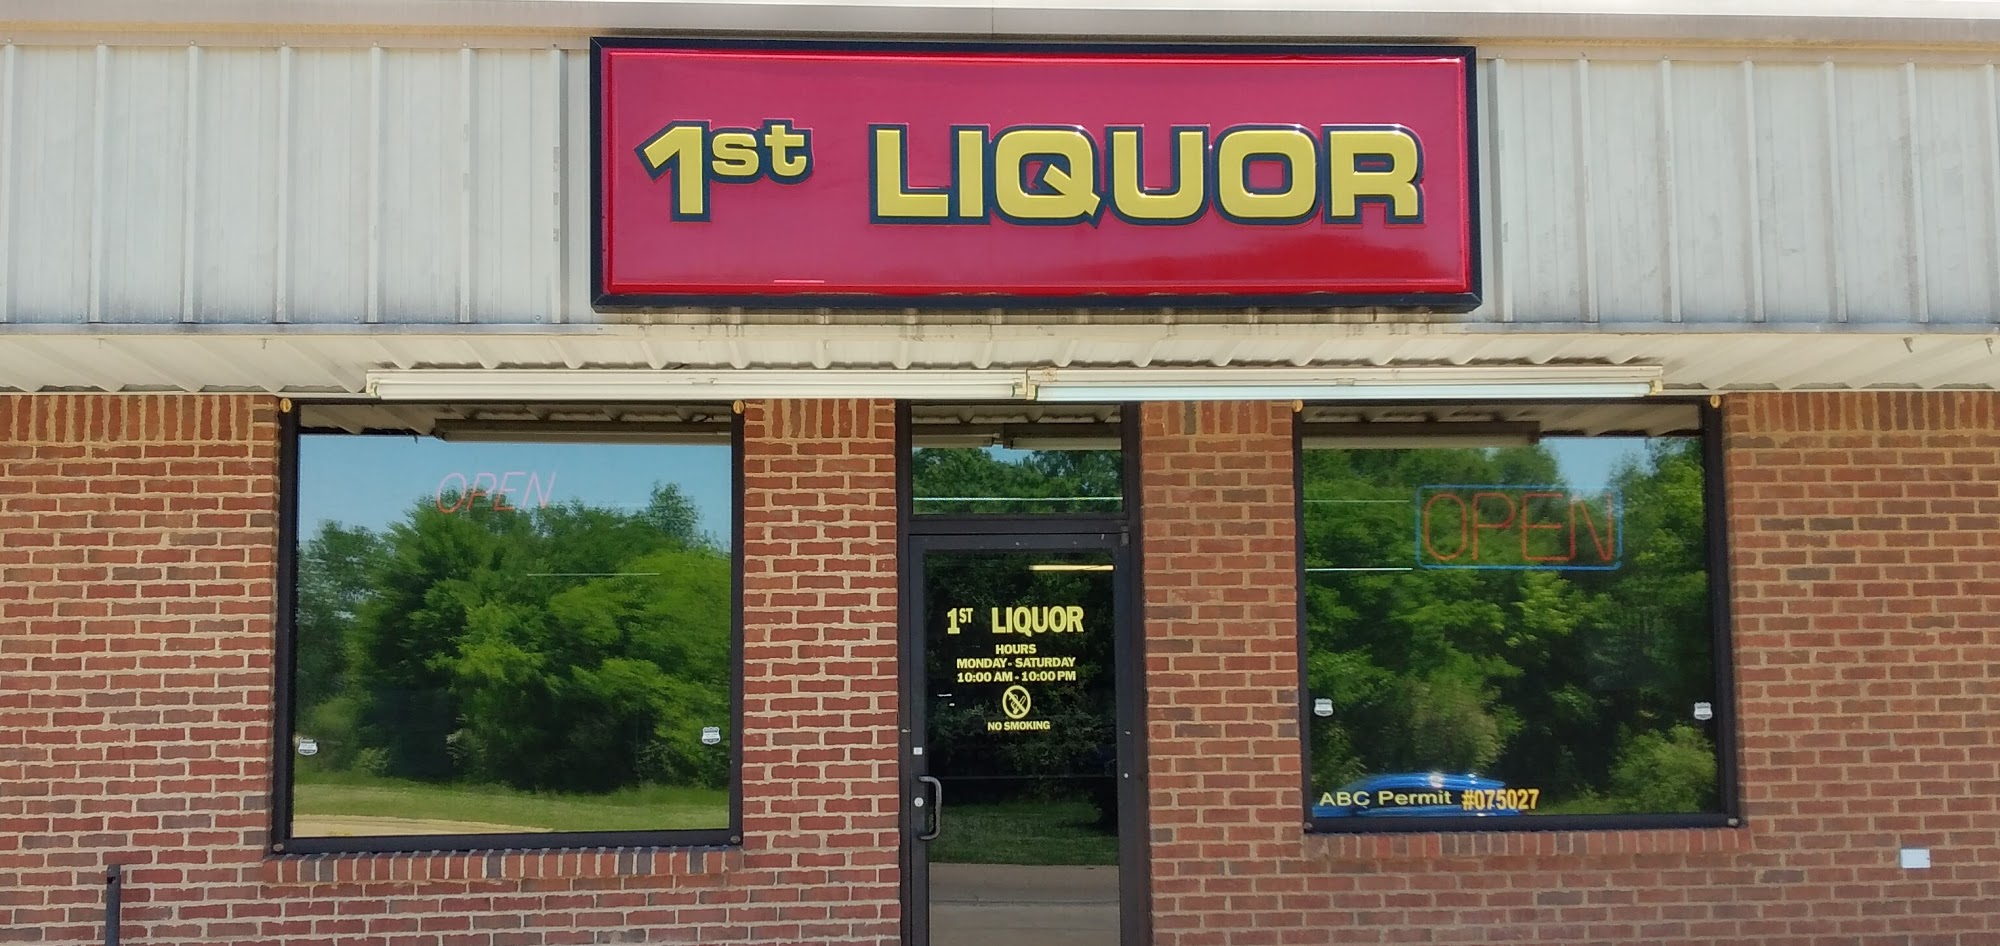 1st LIQUOR
OPEN
OPEN
1ST LIQUOR
HOURS
MONDAY - SATURDAY
10:00 AM - 10:00 PM
NO SMOKING
ABC Permit #075027